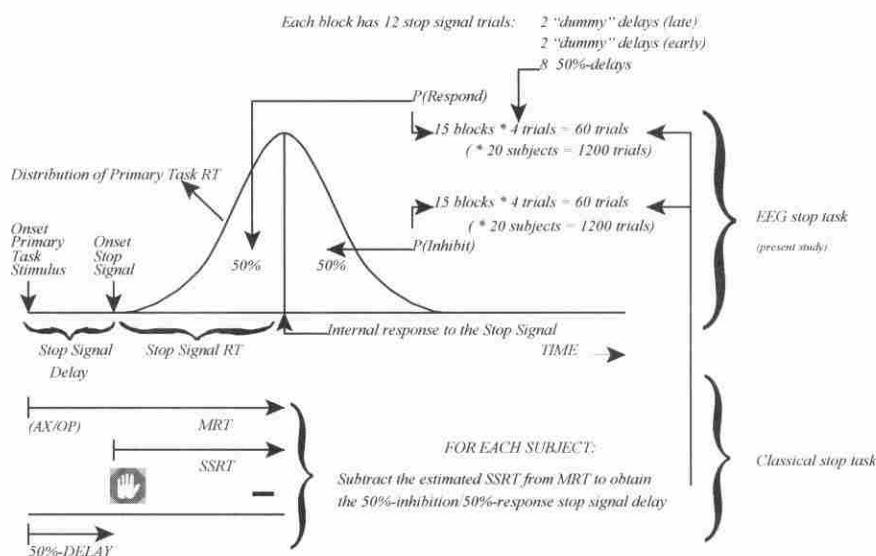 Each block has 12 stop signal trials: 2 "dummy" delays (late)
2 "dummy" delays (early)
8 50%-delays
P(Respond)
15 blocks * 4 trials = 60 trials
( * 20 subjects = 1200 trials)
Distribution of Primary Task RT
15 blocks * 4 trials = 60 trials
( * 20 subjects = 1200 trials)
EEG stop task
(present study)
Onset
Primary
Task
Stimulus
Onset
Stop
Signal
P(Inhibit)
50%
50%
Internal response to the Stop Signal
Stop Signal
Delay
Stop Signal RT
TIME
(AX/OP)
MRT
SSRT
FOR EACH SUBJECT:
Subtract the estimated SSRT from MRT to obtain
the 50%-inhibition/50%-response stop signal delay
Classical stop task
50%-DELAY